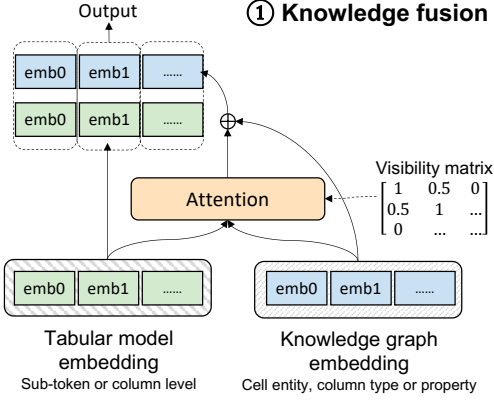 Output
① Knowledge fusion
emb0 emb1 ......
emb0 emb1 ......
⊕
Visibility matrix
Attention
1 0.5 0
0.5 1 ...
0 ... ...
emb0 emb1 ......
emb0 emb1 ......
Tabular model
embedding
Sub-token or column level
Knowledge graph
embedding
Cell entity, column type or property